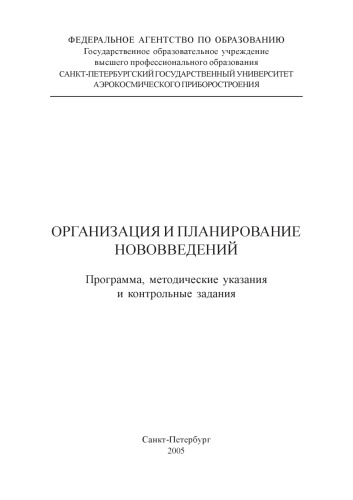 ФЕДЕРАЛЬНОЕ АГЕНТСТВО ПО ОБРАЗОВАНИЮ
Государственное образовательное учреждение
высшего профессионального образования
САНКТ-ПЕТЕРБУРГСКИЙ ГОСУДАРСТВЕННЫЙ УНИВЕРСИТЕТ
АЭРОКОСМИЧЕСКОГО ПРИБОРОСТРОЕНИЯ
ОРГАНИЗАЦИЯ И ПЛАНИРОВАНИЕ
НОВОВВЕДЕНИЙ
Программа, методические указания
и контрольные задания
Санкт-Петербург
2005